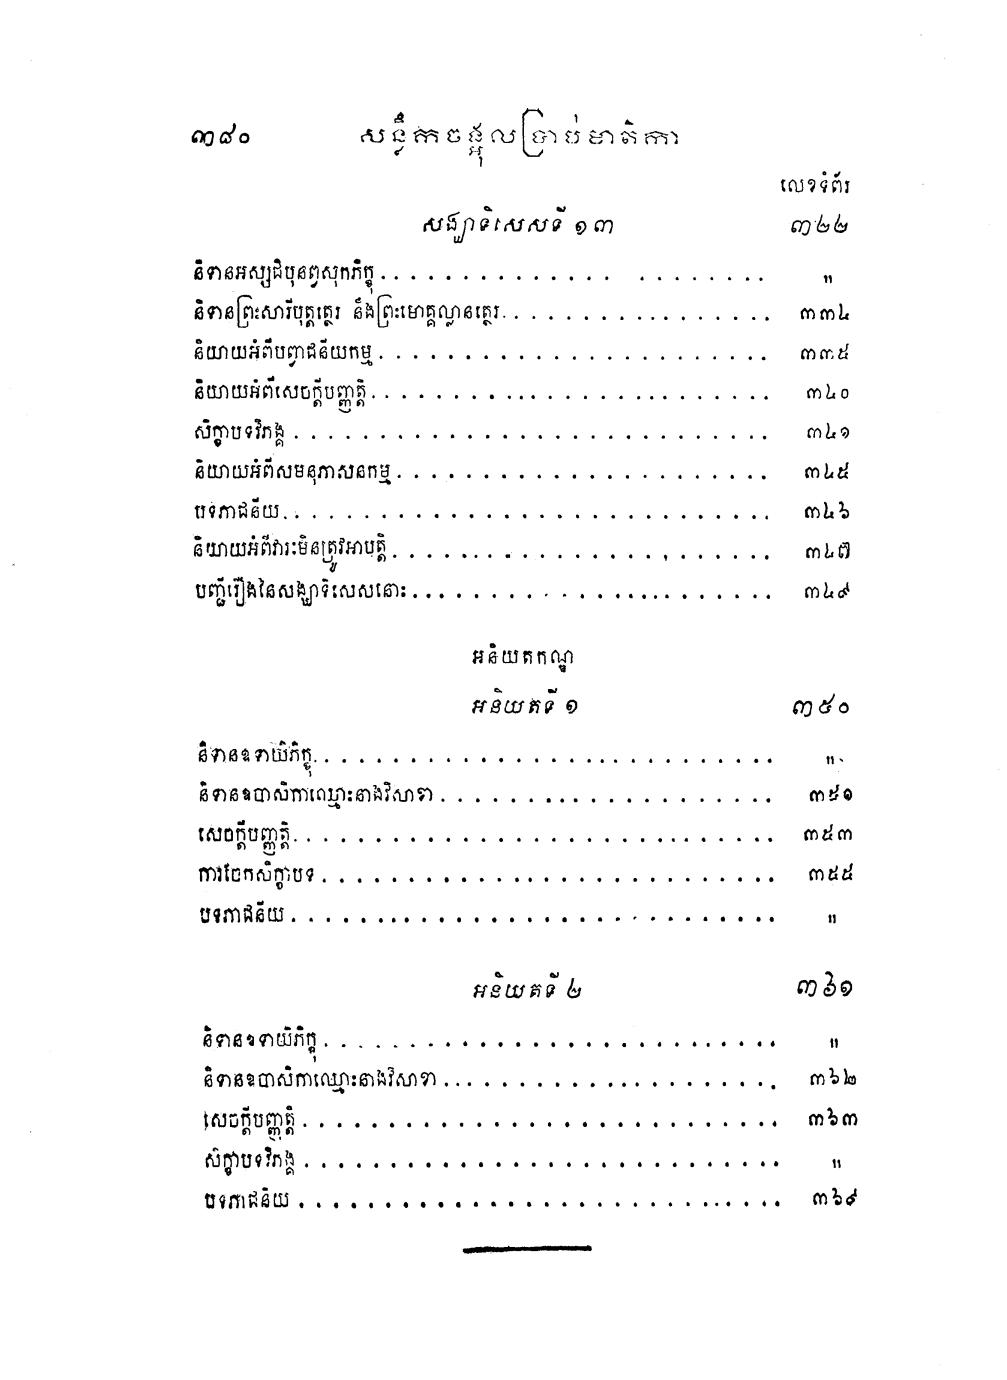 ៣៨០ សន្លឹកចង្អុលប្រាប់មាតិកា
លេខទំព័រ
សង្ឃាទិសេសទី ១៣ ៣២២
និទានអស្សជិបុនព្វសុកភិក្ខុ . . . . . . . . . . . . . . . . . . . . . "
និទានព្រះសារីបុត្តត្ថេរ និងព្រះមោគ្គល្លានត្ថេរ. . . . . . . . . . . . . . . . . ៣៣៤
និយាយអំពីបញ្វជនីយកម្ម . . . . . . . . . . . . . . . . . . . . . . . ៣៣៥
និយាយអំពីសេចក្តីបញ្ញត្តិ. . . . . . . . . . . . . . . . . . . . . . . . ៣៤០
សិក្ខាបទវិភង្គ . . . . . . . . . . . . . . . . . . . . . . . . . . . . ៣៤១
និយាយអំពីសមនុភាសនកម្ម . . . . . . . . . . . . . . . . . . . . . . ៣៤៥
បទភាជនីយ. . . . . . . . . . . . . . . . . . . . . . . . . . . . . ៣៤៦
និយាយអំពីវារៈមិនត្រូវអាបត្តិ . . . . . . . . . . . . . . . . . . . . . . ៣៤៧
បញ្ជីរឿងនៃសង្ឃាទិសេសនោះ . . . . . . . . . . . . . . . . . . . . . ៣៤៩
អនិយតកណ្ឌ
អនិយតទី ១ ៣៥០
និទានឧទាយិភិក្ខុ. . . . . . . . . . . . . . . . . . . . . . . . . . . "
និទានឧបាសិកាឈ្មោះនាងវិសាខា . . . . . . . . . . . . . . . . . . . . ៣៥១
សេចក្តីបញ្ញត្តិ. . . . . . . . . . . . . . . . . . . . . . . . . . . . ៣៥៣
ការចែកសិក្ខាបទ . . . . . . . . . . . . . . . . . . . . . . . . . . . ៣៥៥
បទភាជនីយ . . . . . . . . . . . . . . . . . . . . . . . . . . . . . "
អនិយតទី ២ ៣៦១
និទានឧទាយិភិក្ខុ . . . . . . . . . . . . . . . . . . . . . . . . . . . "
និទានឧបាសិកាឈ្មោះនាងវិសាខា . . . . . . . . . . . . . . . . . . . . ៣៦២
សេចក្តីបញ្ញត្តិ . . . . . . . . . . . . . . . . . . . . . . . . . . . . ៣៦៣
សិក្ខាបទវិភង្គ . . . . . . . . . . . . . . . . . . . . . . . . . . . . "
បទភាជនិយ . . . . . . . . . . . . . . . . . . . . . . . . . . . . ៣៦៩